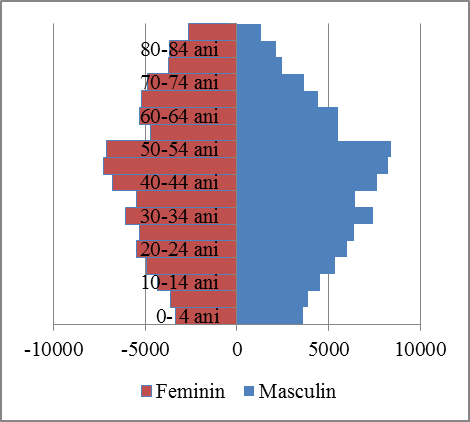 80-84 ani
70-74 ani
60-64 ani
50-54 ani
40-44 ani
30-34 ani
20-24 ani
10-14 ani
0- 4 ani
-10000 -5000 0 5000 10000
Feminin Masculin